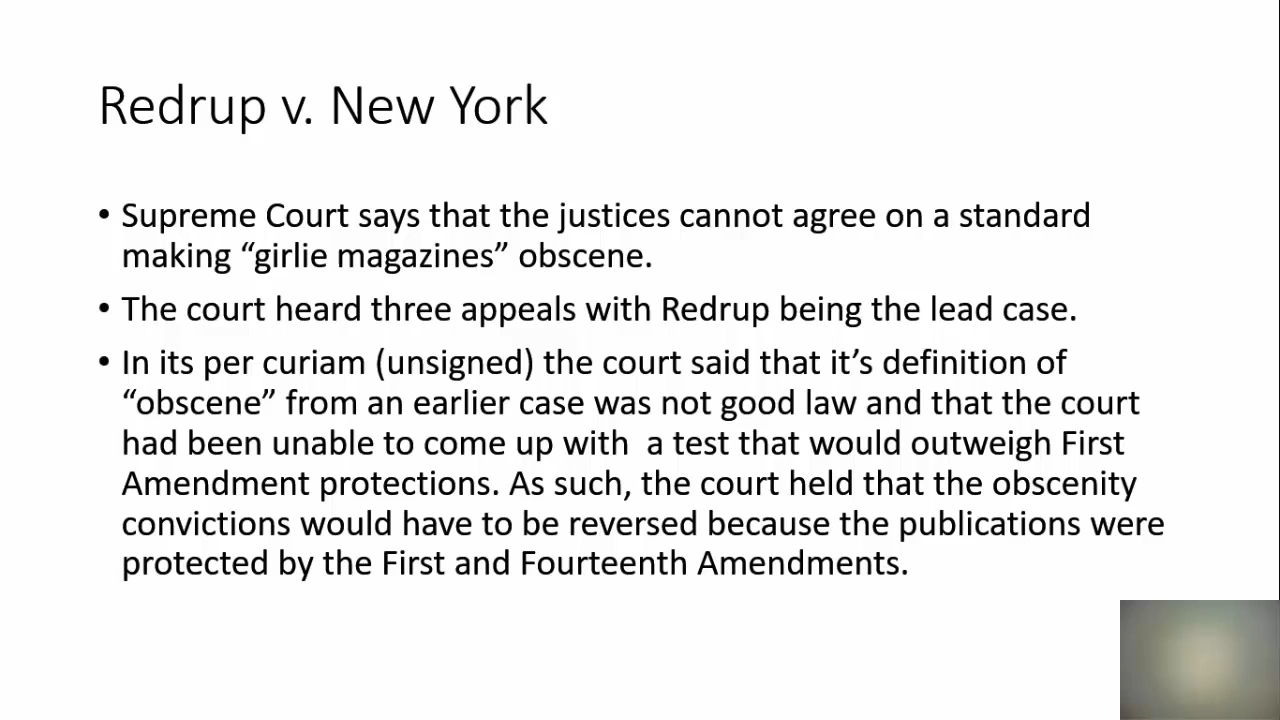 Redrup v. New York
• Supreme Court says that the justices cannot agree on a standard
making “girlie magazines” obscene.
• The court heard three appeals with Redrup being the lead case.
• In its per curiam (unsigned) the court said that it’s definition of
“obscene” from an earlier case was not good law and that the court
had been unable to come up with  a test that would outweigh First
Amendment protections. As such, the court held that the obscenity
convictions would have to be reversed because the publications were
protected by the First and Fourteenth Amendments.